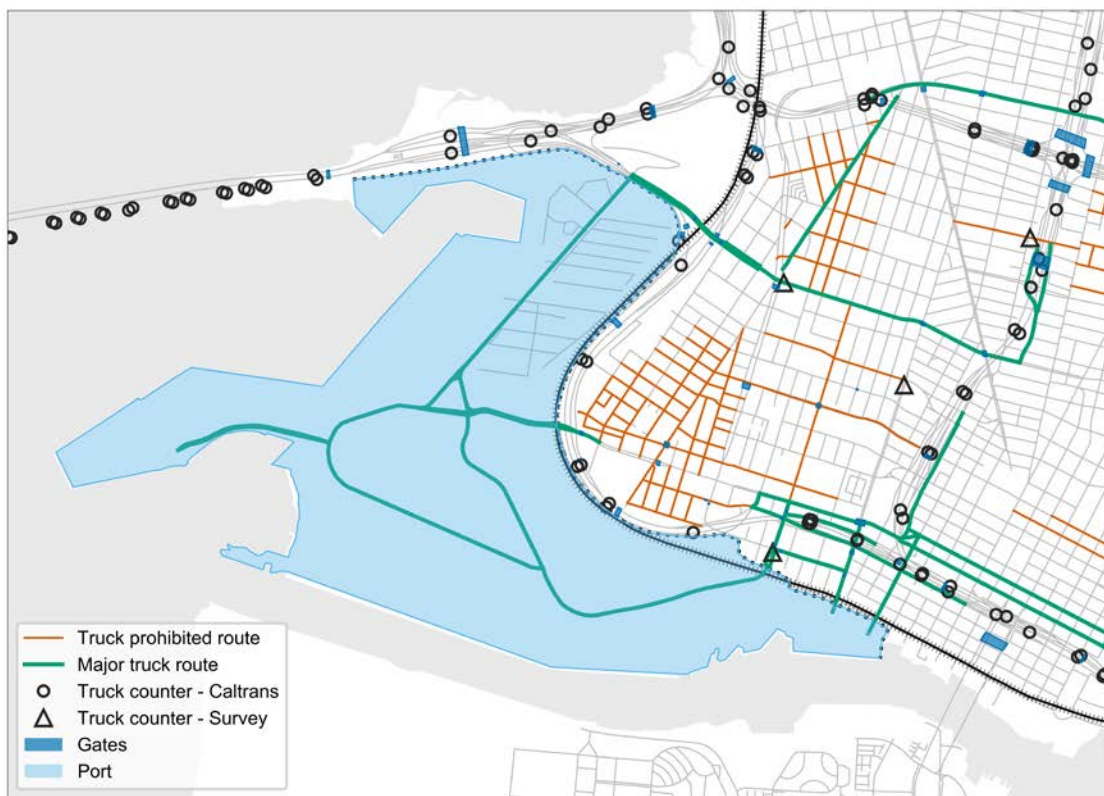 Truck prohibited route
Major truck route
Truck counter - Caltrans
Truck counter - Survey
Gates
Port